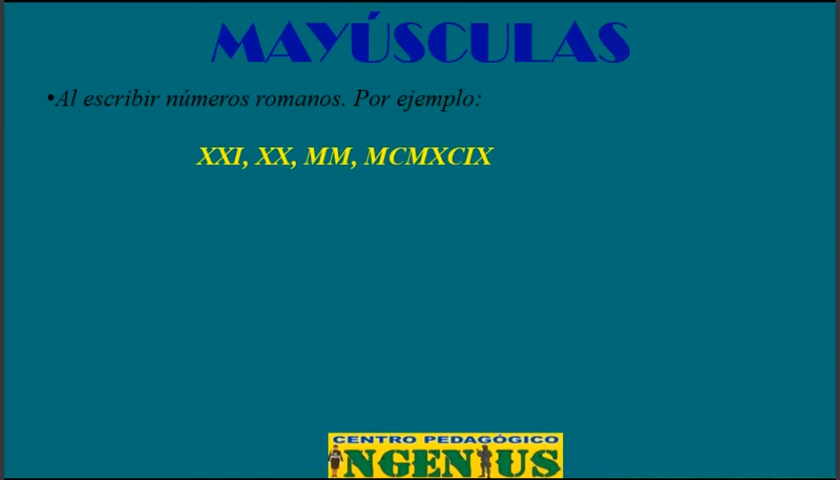 MAYÚSCULAS
•Al escribir números romanos. Por ejemplo:
XXI, XX, MM, MCMXCIX
CENTRO PEDAGÓGICO
INGENIUS